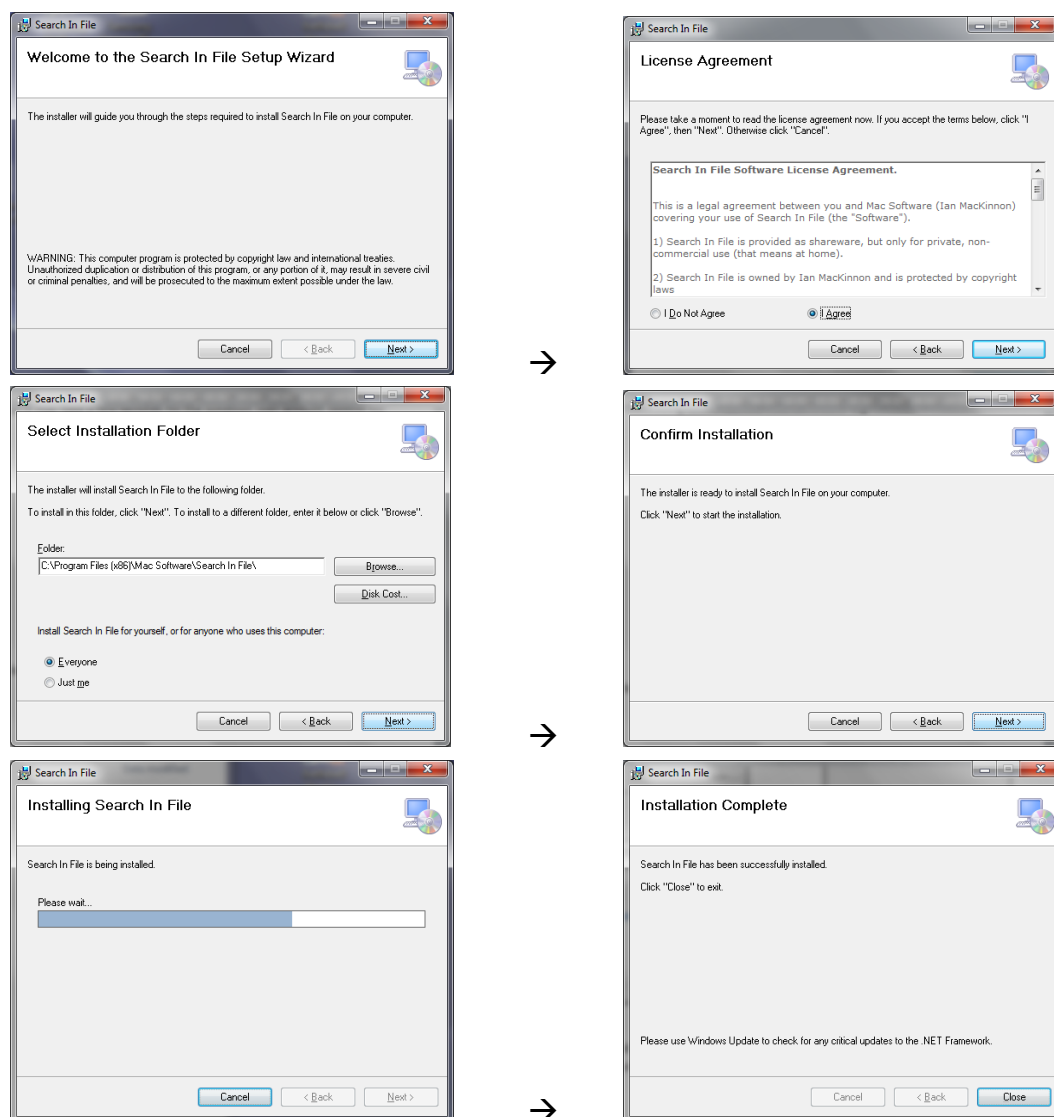 Search In File
Welcome to the Search In File Setup Wizard
The installer will guide you through the steps required to install Search In File on your computer.
WARNING: This computer program is protected by copyright law and international treaties.
Unauthorized duplication or distribution of this program, or any portion of it, may result in severe civil
or criminal penalties, and will be prosecuted to the maximum extent possible under the law.
Cancel < Back Next >
→
Search In File
License Agreement
Please take a moment to read the license agreement now. If you accept the terms below, click "I
Agree", then "Next". Otherwise click "Cancel".
Search In File Software License Agreement.
This is a legal agreement between you and Mac Software (Ian MacKinnon)
covering your use of Search In File (the "Software").
1) Search In File is provided as shareware, but only for private, non-
commercial use (that means at home).
2) Search In File is owned by Ian MacKinnon and is protected by copyright
laws
I Do Not Agree I Agree
Cancel < Back Next >
Search In File
Select Installation Folder
The installer will install Search In File to the following folder.
To install in this folder, click "Next". To install to a different folder, enter it below or click "Browse".
Folder:
C:\Program Files (x86)\Mac Software\Search In File\
Browse...
Disk Cost...
Install Search In File for yourself, or for anyone who uses this computer:
Everyone
Just me
Cancel < Back Next >
→
Search In File
Confirm Installation
The installer is ready to install Search In File on your computer.
Click "Next" to start the installation.
Cancel < Back Next >
Search In File
Installing Search In File
Search In File is being installed.
Please wait...
Cancel < Back Next >
→
Search In File
Installation Complete
Search In File has been successfully installed.
Click "Close" to exit.
Please use Windows Update to check for any critical updates to the .NET Framework.
Cancel < Back Close